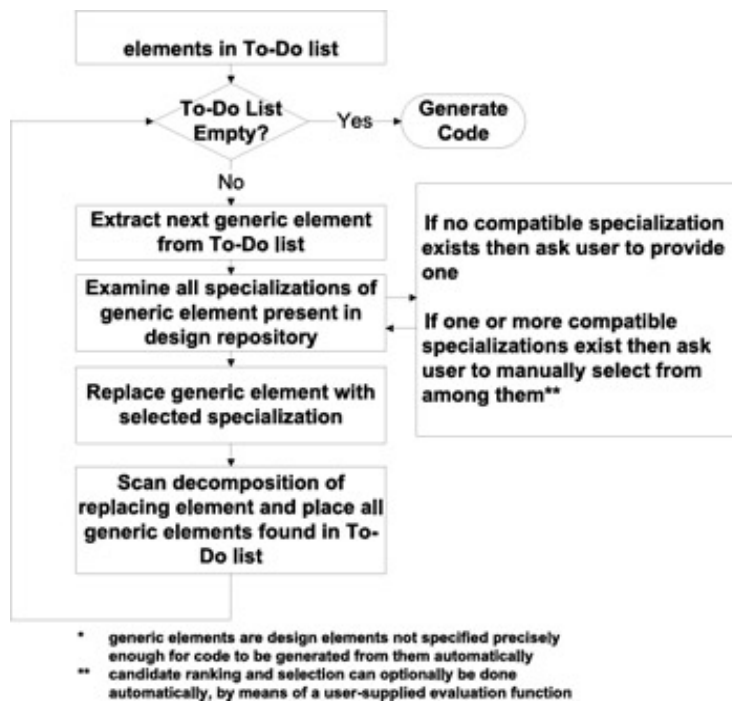 elements in To-Do list
To-Do List
Empty?
Yes
Generate
Code
No
Extract next generic element
from To-Do list
Examine all specializations of
generic element present in
design repository
If no compatible specialization
exists then ask user to provide
one
If one or more compatible
specializations exist then ask
user to manually select from
among them**
Replace generic element with
selected specialization
Scan decomposition of
replacing element and place all
generic elements found in To-
Do list
* generic elements are design elements not specified precisely
enough for code to be generated from them automatically
** candidate ranking and selection can optionally be done
automatically, by means of a user-supplied evaluation function